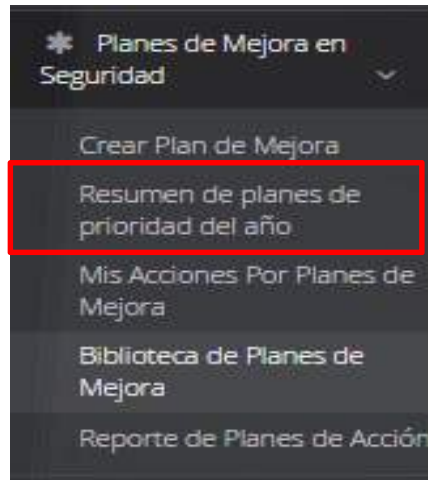 Planes de Mejora en
Seguridad
Crear Plan de Mejora
Resumen de planes de
prioridad del año
Mis Acciones Por Planes de
Mejora
Biblioteca de Planes de
Mejora
Reporte de Planes de Acción